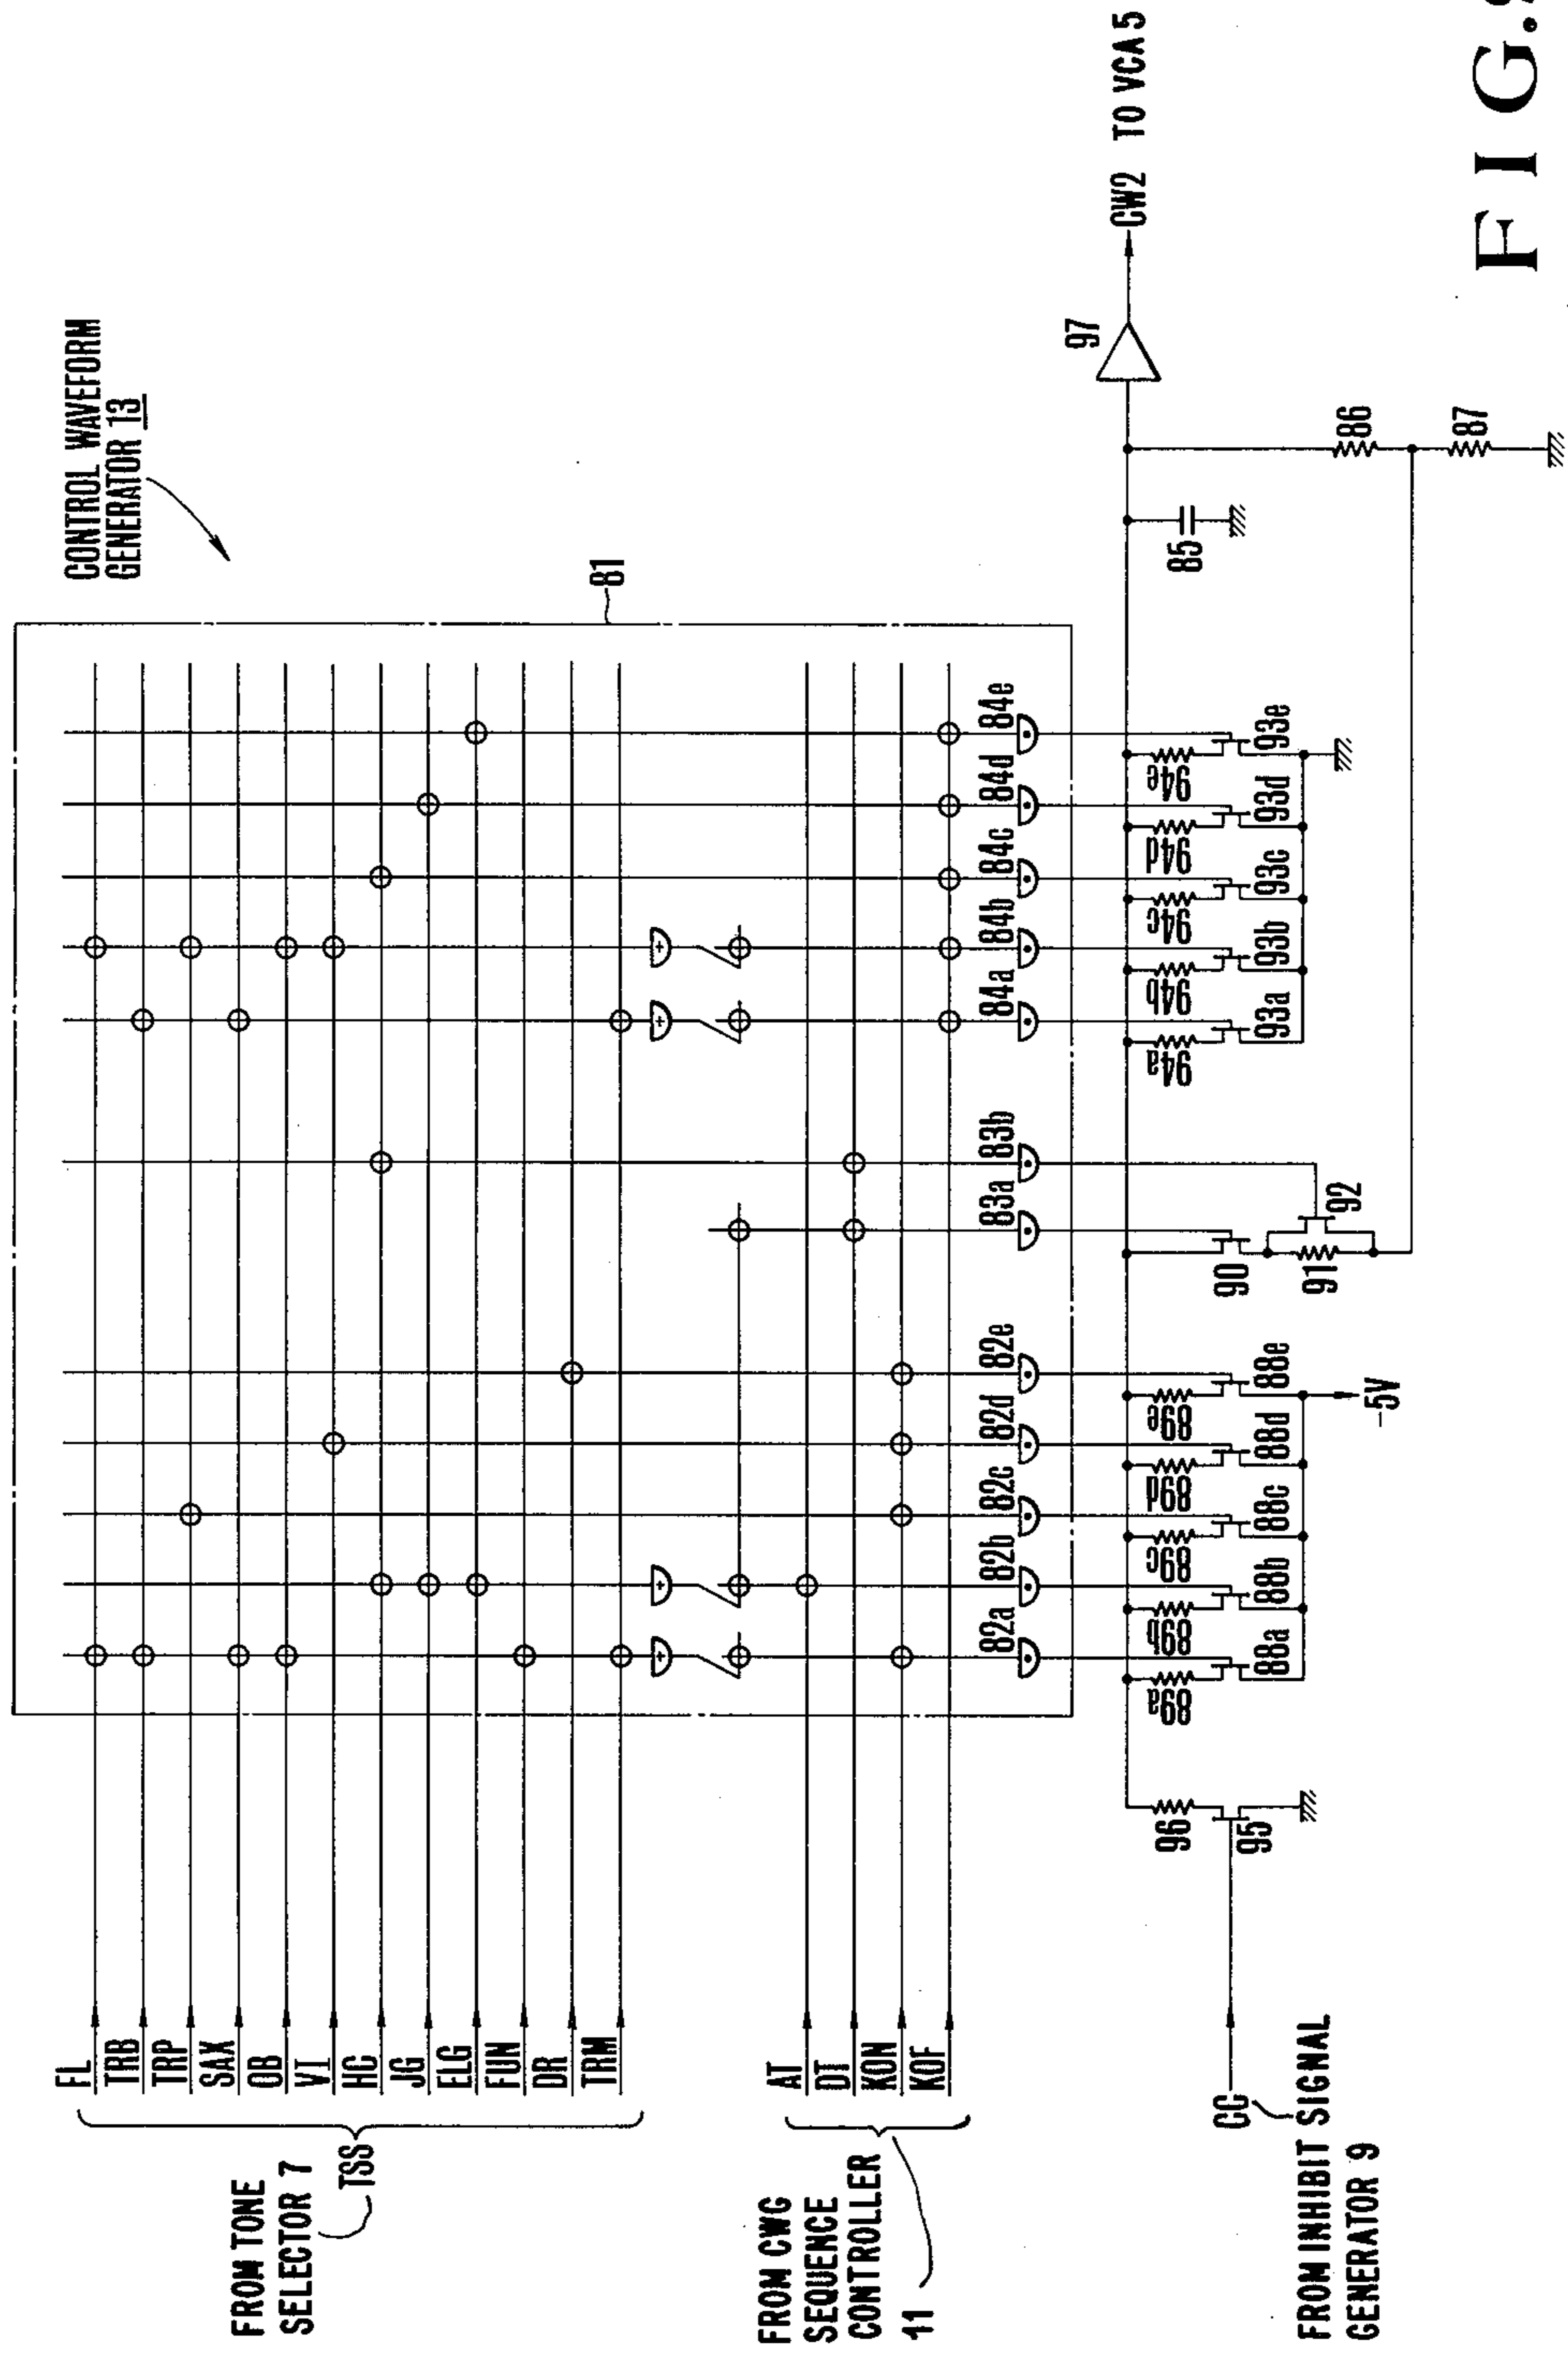 CONTROL WAVEFORM
GENERATOR 13
81
FROM TONE
SELECTOR 7
TSS
FL
TRB
TRP
SAX
OB
VI
HC
JG
ELG
FUN
DR
TRM
FROM CWG
SEQUENCE
CONTROLLER
11
AT
DT
KON
KOF
+ + + +
82a 82b 82c 82d 82e 83a 83b 84a 84b 84c 84d 84e
97
CW2 TO VCA 5
89a 89b 89c 89d 89e
88a 88b 88c 88d 88e
-5V
90
91
92
94a 94b 94c 94d 94e
93a 93b 93c 93d 93e
85
86
87
96
95
CC
FROM INHIBIT SIGNAL
GENERATOR 9
FIG.